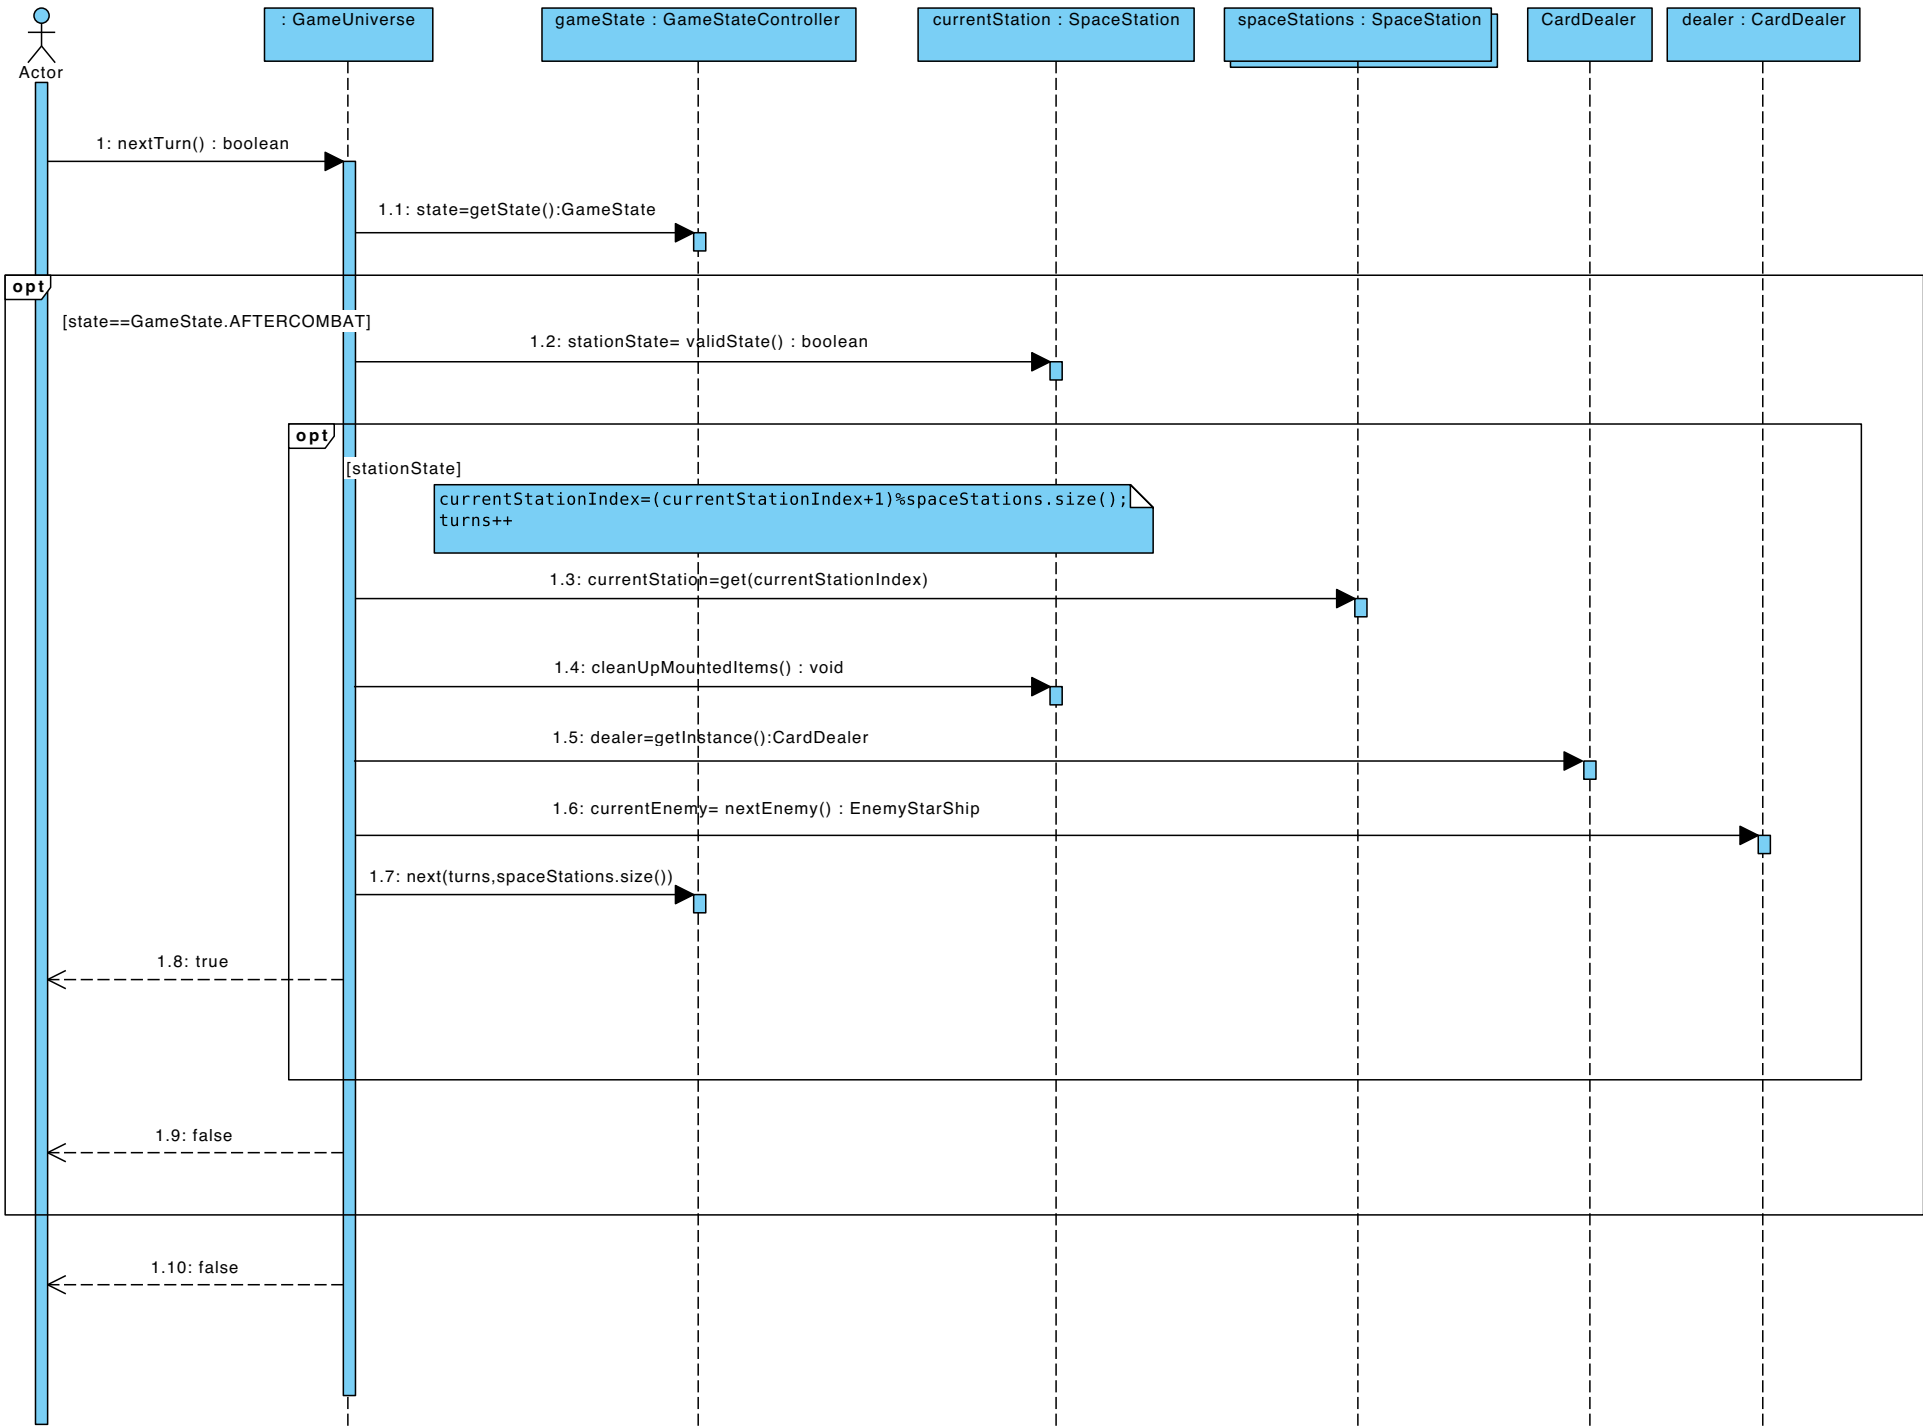 : GameUniverse
gameState : GameStateController
currentStation : SpaceStation
spaceStations : SpaceStation
CardDealer
dealer : CardDealer
Actor
1: nextTurn() : boolean
1.1: state=getState():GameState
opt
[state==GameState.AFTERCOMBAT]
1.2: stationState= validState() : boolean
opt
[stationState]
currentStationIndex=(currentStationIndex+1)%spaceStations.size();
turns++
1.3: currentStation=get(currentStationIndex)
1.4: cleanUpMountedItems() : void
1.5: dealer=getInstance():CardDealer
1.6: currentEnemy= nextEnemy() : EnemyStarShip
1.7: next(turns,spaceStations.size())
1.8: true
1.9: false
1.10: false